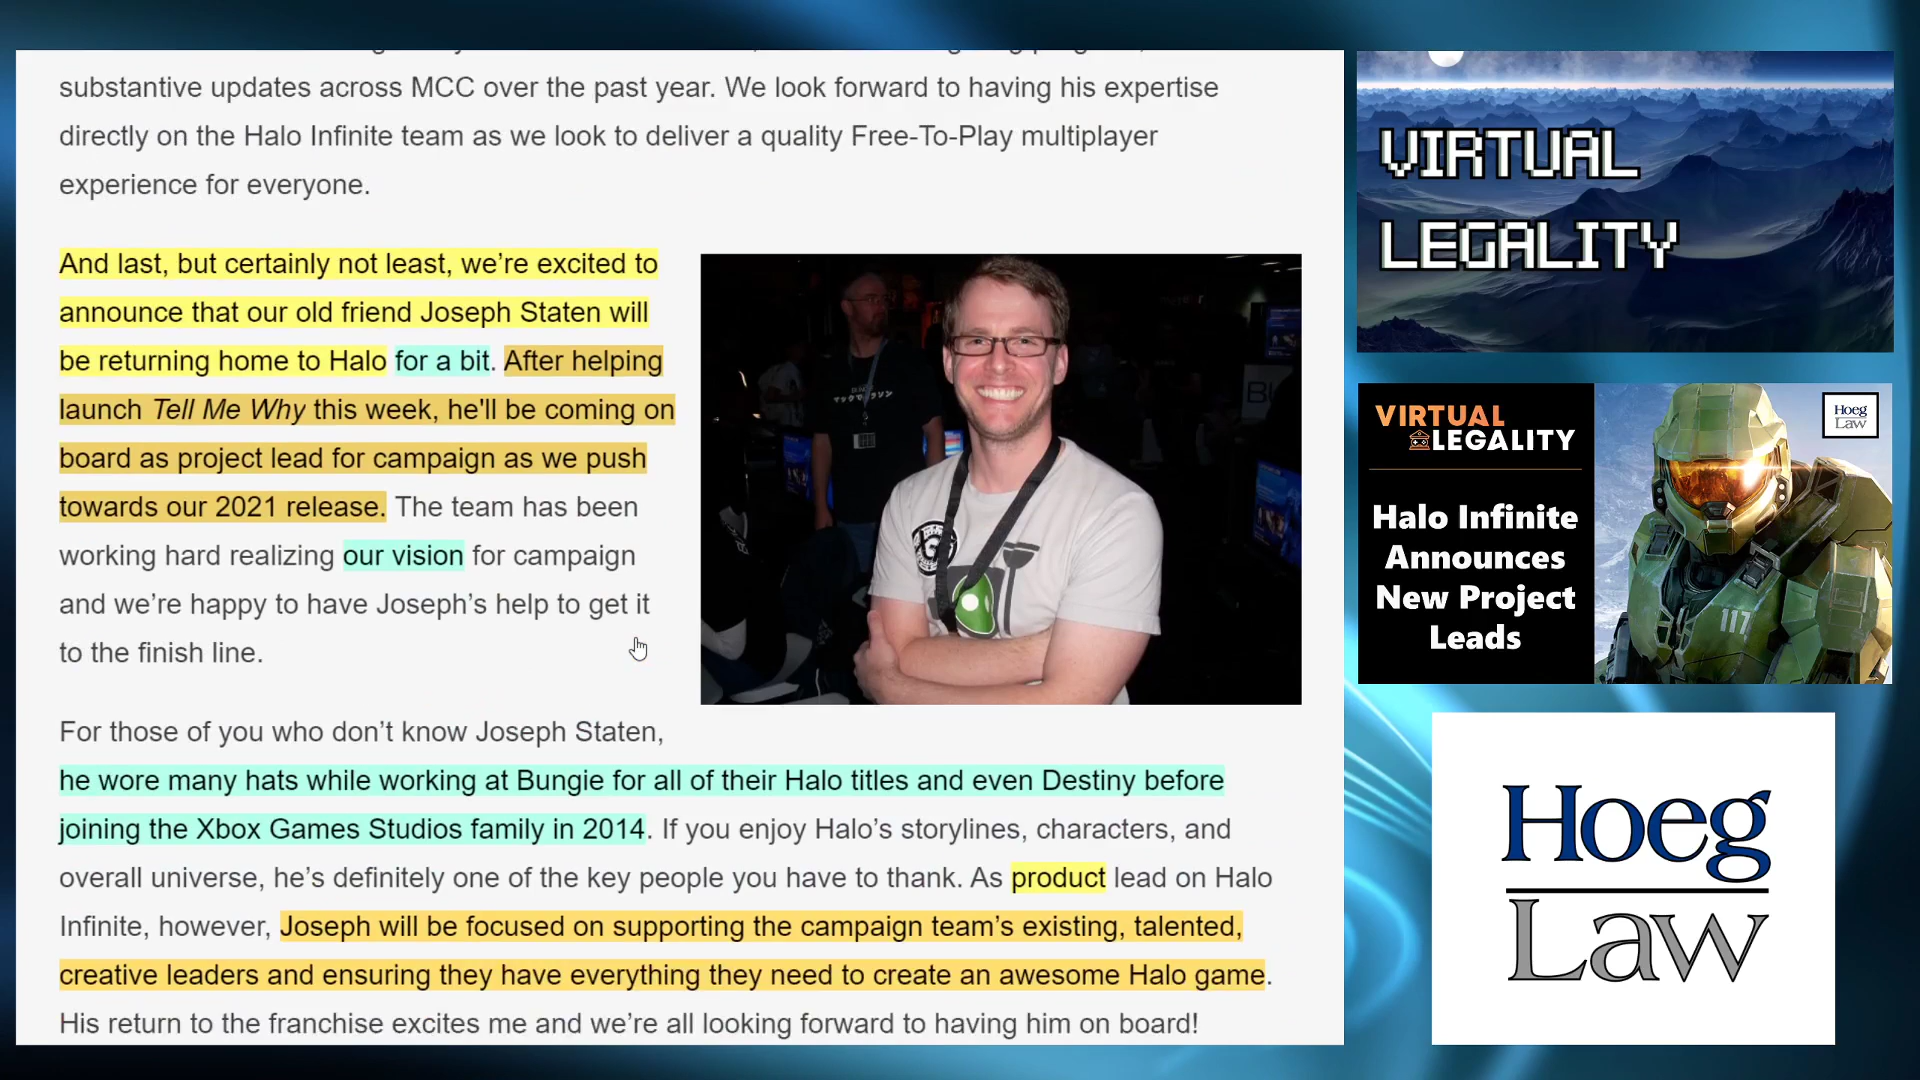 substantive updates across MCC over the past year. We look forward to having his expertise
directly on the Halo Infinite team as we look to deliver a quality Free-To-Play multiplayer
experience for everyone.
And last, but certainly not least, we’re excited to
announce that our old friend Joseph Staten will
be returning home to Halo for a bit. After helping
launch Tell Me Why this week, he'll be coming on
board as project lead for campaign as we push
towards our 2021 release. The team has been
working hard realizing our vision for campaign
and we’re happy to have Joseph’s help to get it
to the finish line.
For those of you who don’t know Joseph Staten,
he wore many hats while working at Bungie for all of their Halo titles and even Destiny before
joining the Xbox Games Studios family in 2014. If you enjoy Halo’s storylines, characters, and
overall universe, he’s definitely one of the key people you have to thank. As product lead on Halo
Infinite, however, Joseph will be focused on supporting the campaign team’s existing, talented,
creative leaders and ensuring they have everything they need to create an awesome Halo game.
His return to the franchise excites me and we’re all looking forward to having him on board!
VIRTUAL
LEGALITY
VIRTUAL
LEGALITY
Halo Infinite
Announces
New Project
Leads
Hoeg
Law
117
Hoeg
Law